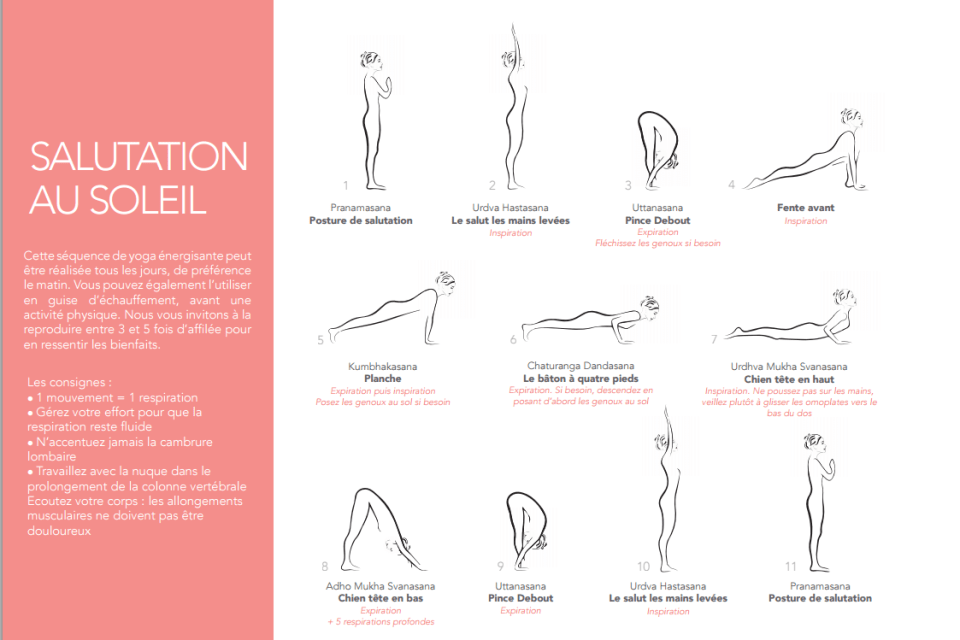 SALUTATION
AU SOLEIL
Cette séquence de yoga énergisante peut
être réalisée tous les jours, de préférence
le matin. Vous pouvez également l'utiliser
en guise d'échauffement, avant une
activité physique. Nous vous invitons à la
reproduire entre 3 et 5 fois d'affilée pour
en ressentir les bienfaits.
Les consignes :
• 1 mouvement = 1 respiration
• Gérez votre effort pour que la
respiration reste fluide
• N'accentuez jamais la cambrure
lombaire
• Travaillez avec la nuque dans le
prolongement de la colonne vertébrale
Ecoutez votre corps : les allongements
musculaires ne doivent pas être
douloureux
1
Pranamasana
Posture de salutation
2
Urdva Hastasana
Le salut les mains levées
Inspiration
3
Uttanasana
Pince Debout
Expiration
Fléchissez les genoux si besoin
4
Fente avant
Inspiration
5
Kumbhakasana
Planche
Expiration puis inspiration
Posez les genoux au sol si besoin
6
Chaturanga Dandasana
Le bâton à quatre pieds
Expiration. Si besoin, descendez en
posant d'abord les genoux au sol
7
Urdhva Mukha Svanasana
Chien tête en haut
Inspiration. Ne poussez pas sur les mains,
veillez plutôt à glisser les omoplates vers le
bas du dos
8
Adho Mukha Svanasana
Chien tête en bas
Expiration
+ 5 respirations profondes
9
Uttanasana
Pince Debout
Expiration
10
Urdva Hastasana
Le salut les mains levées
Inspiration
11
Pranamasana
Posture de salutation